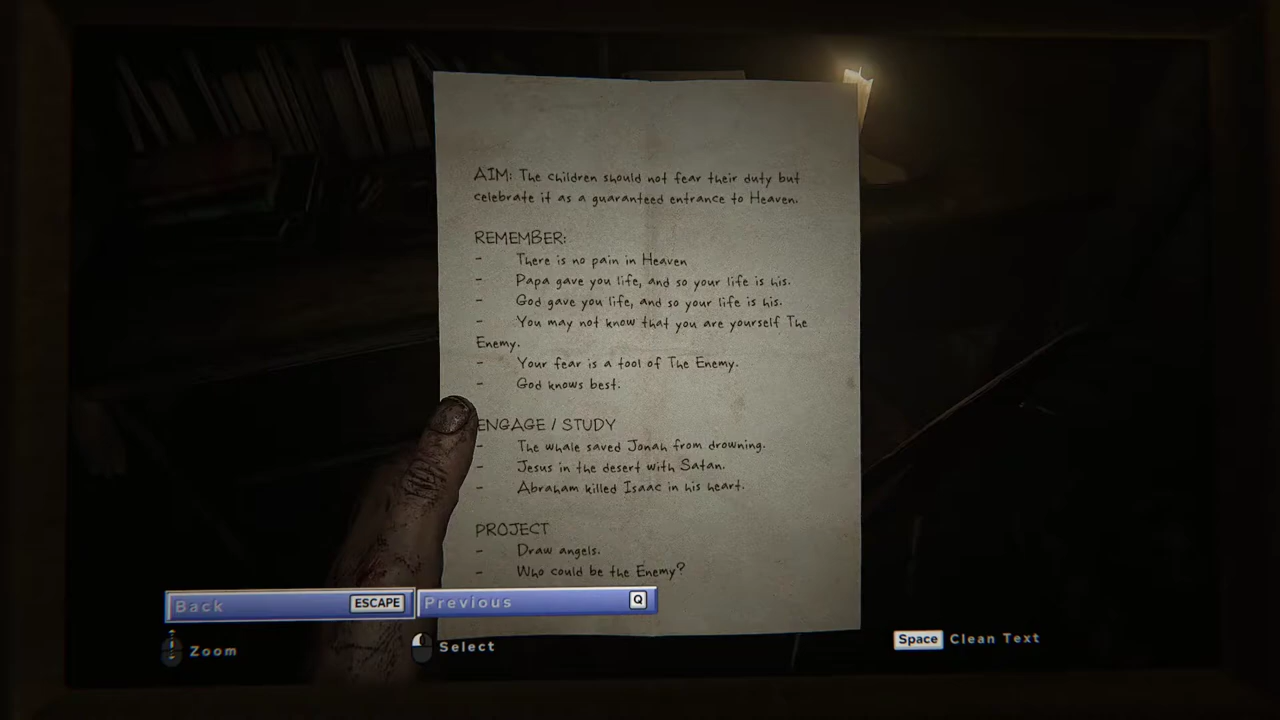 AIM: The children should not fear their duty but
celebrate it as a guaranteed entrance to Heaven.
REMEMBER:
- There is no pain in Heaven
- Papa gave you life, and so your life is his.
- God gave you life, and so your life is his.
- You may not know that you are yourself The
Enemy.
- Your fear is a tool of The Enemy.
- God knows best.
ENGAGE / STUDY
- The whale saved Jonah from drowning.
- Jesus in the desert with Satan.
- Abraham killed Isaac in his heart.
PROJECT
- Draw angels.
- Who could be the Enemy?
Back ESCAPE Previous Q
Zoom Select Space Clean Text